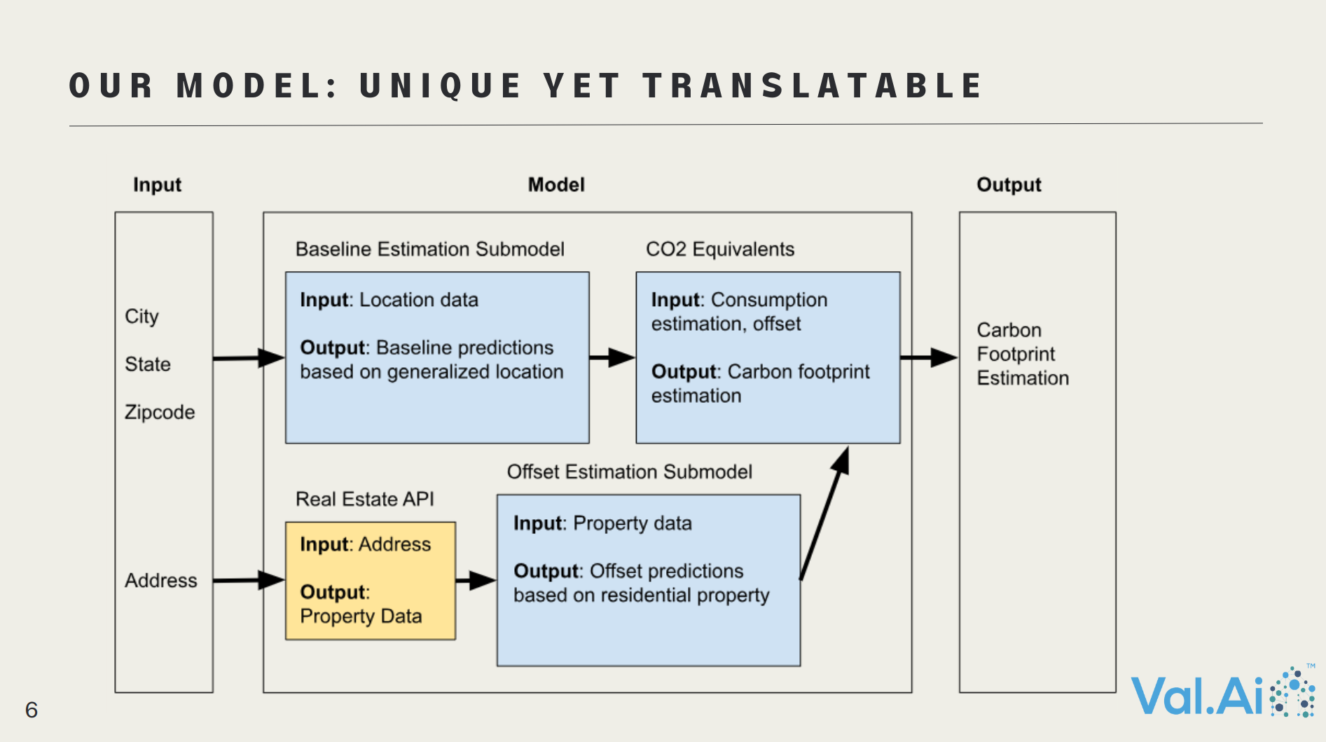 OUR MODEL: UNIQUE YET TRANSLATABLE
Input
Model
Output
City
State
Zipcode
Address
Baseline Estimation Submodel
Input: Location data
Output: Baseline predictions
based on generalized location
CO2 Equivalents
Input: Consumption
estimation, offset
Output: Carbon footprint
estimation
Real Estate API
Input: Address
Output:
Property Data
Offset Estimation Submodel
Input: Property data
Output: Offset predictions
based on residential property
Carbon
Footprint
Estimation
6
Val.Ai
TM